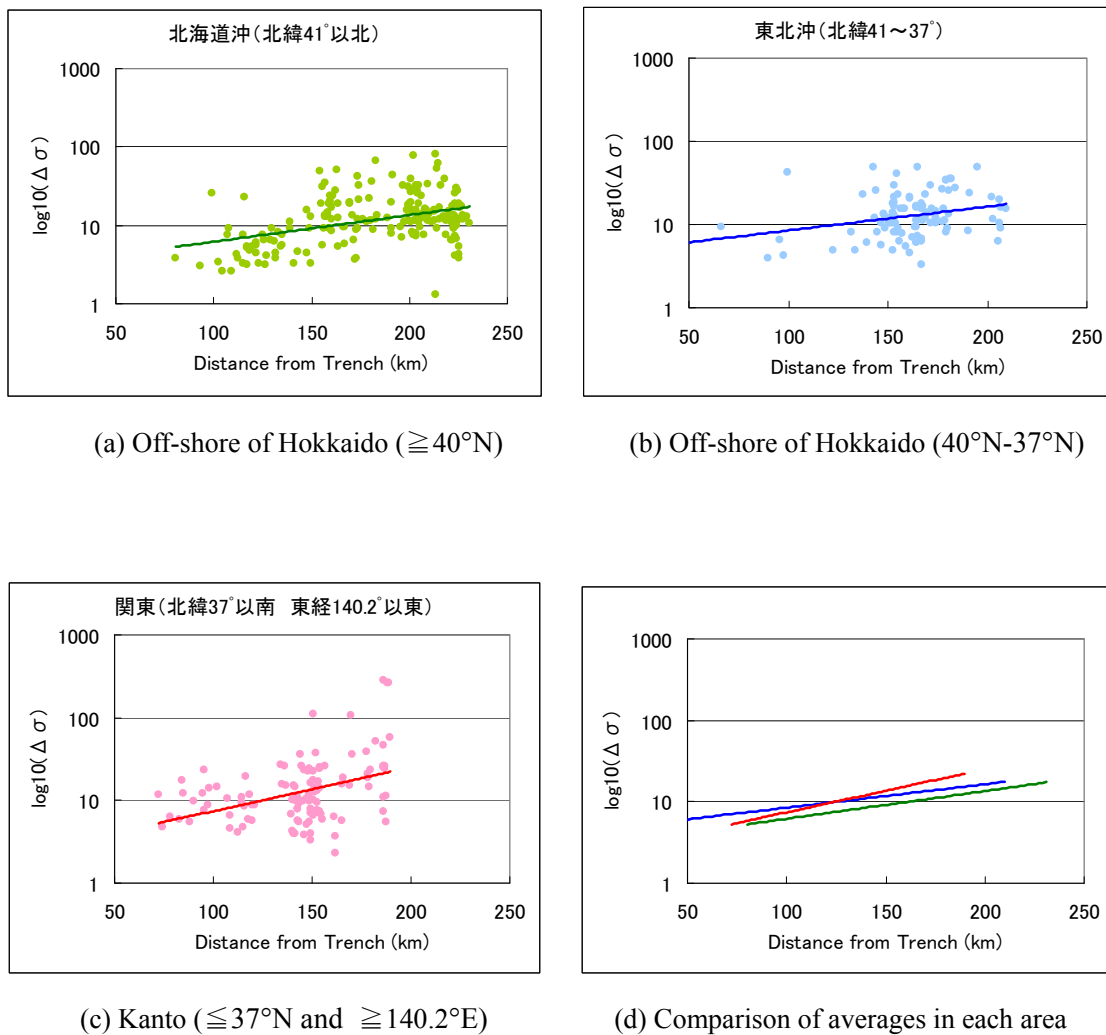 北海道沖(北緯41°以北)
1000
100
10
1
log10(Δσ)
50 100 150 200 250
Distance from Trench (km)
(a) Off-shore of Hokkaido (≧40°N)
東北沖(北緯41～37°)
1000
100
10
1
log10(Δσ)
50 100 150 200 250
Distance from Trench (km)
(b) Off-shore of Hokkaido (40°N-37°N)
関東(北緯37°以南 東経140.2°以東)
1000
100
10
1
log10(Δσ)
50 100 150 200 250
Distance from Trench (km)
(c) Kanto (≦37°N and ≧140.2°E)
1000
100
10
1
log10(Δσ)
50 100 150 200 250
Distance from Trench (km)
(d) Comparison of averages in each area